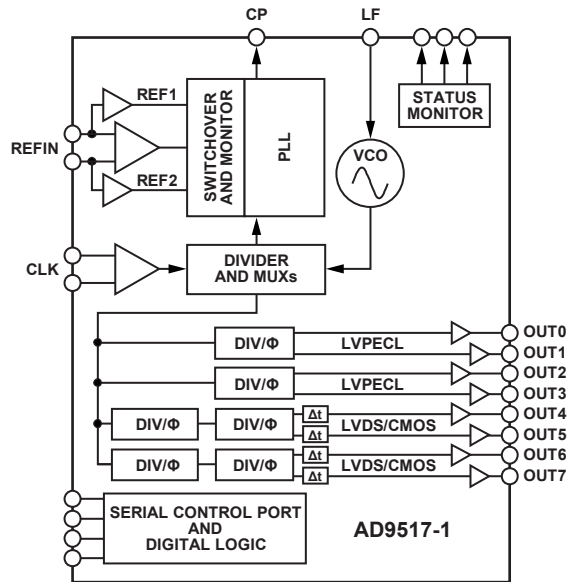 CP
LF
REF1
STATUS
MONITOR
REFIN
SWITCHOVER
AND MONITOR
PLL
VCO
REF2
CLK
DIVIDER
AND MUXs
DIV/Φ
LVPECL
OUT0
OUT1
DIV/Φ
LVPECL
OUT2
OUT3
DIV/Φ
DIV/Φ
Δt
Δt
LVDS/CMOS
OUT4
OUT5
DIV/Φ
DIV/Φ
Δt
Δt
LVDS/CMOS
OUT6
OUT7
SERIAL CONTROL PORT
AND
DIGITAL LOGIC
AD9517-1